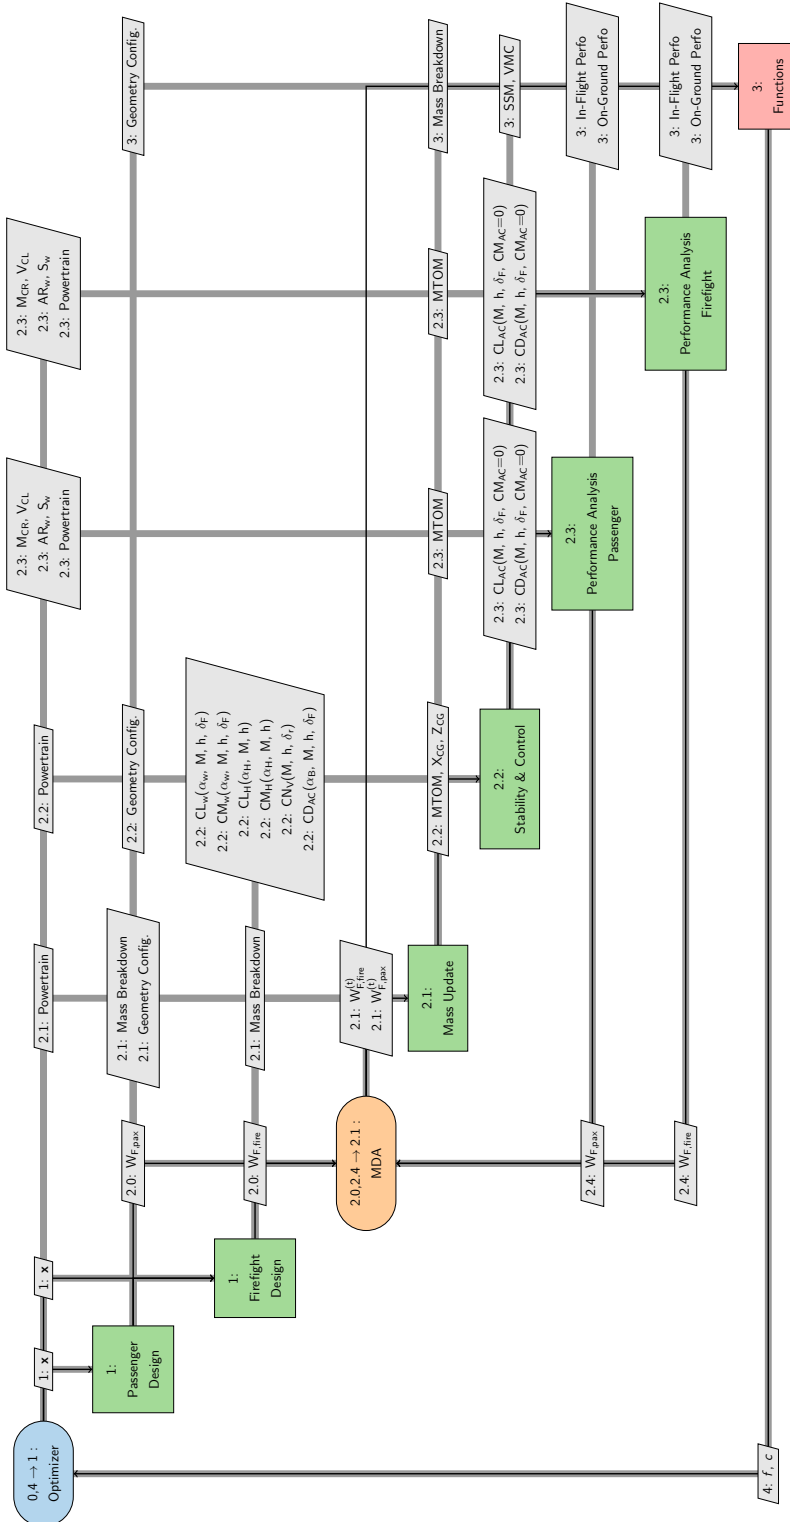 0,4 → 1 :
Optimizer
1: x
1: x
2.1: Powertrain
2.2: Powertrain
2.3: M_CR, V_CL
2.3: AR_w, S_w
2.3: Powertrain
2.3: M_CR, V_CL
2.3: AR_w, S_w
2.3: Powertrain
1:
Passenger
Design
2.0: W_F,pax
2.1: Mass Breakdown
2.1: Geometry Config.
2.2: Geometry Config.
3: Geometry Config.
1:
Firefight
Design
2.0: W_F,fire
2.1: Mass Breakdown
2.2: CL_w(α_w, M, h, δ_F)
2.2: CM_w(α_w, M, h, δ_F)
2.2: CL_H(α_H, M, h)
2.2: CM_H(α_H, M, h)
2.2: CN_V(M, h, δ_r)
2.2: CD_AC(α_B, M, h, δ_F)
2.0,2.4 → 2.1 :
MDA
2.1: W^(t)_F,fire
2.1: W^(t)_F,pax
2.1:
Mass Update
2.2: MTOM, X_CG, Z_CG
2.3: MTOM
2.3: MTOM
3: Mass Breakdown
2.2:
Stability & Control
2.3: CL_AC(M, h, δ_F, CM_AC=0)
2.3: CD_AC(M, h, δ_F, CM_AC=0)
2.3: CL_AC(M, h, δ_F, CM_AC=0)
2.3: CD_AC(M, h, δ_F, CM_AC=0)
3: SSM, VMC
2.4: W_F,pax
2.3:
Performance Analysis
Passenger
3: In-Flight Perfo
3: On-Ground Perfo
2.4: W_F,fire
2.3:
Performance Analysis
Firefight
3: In-Flight Perfo
3: On-Ground Perfo
4: f, c
3:
Functions